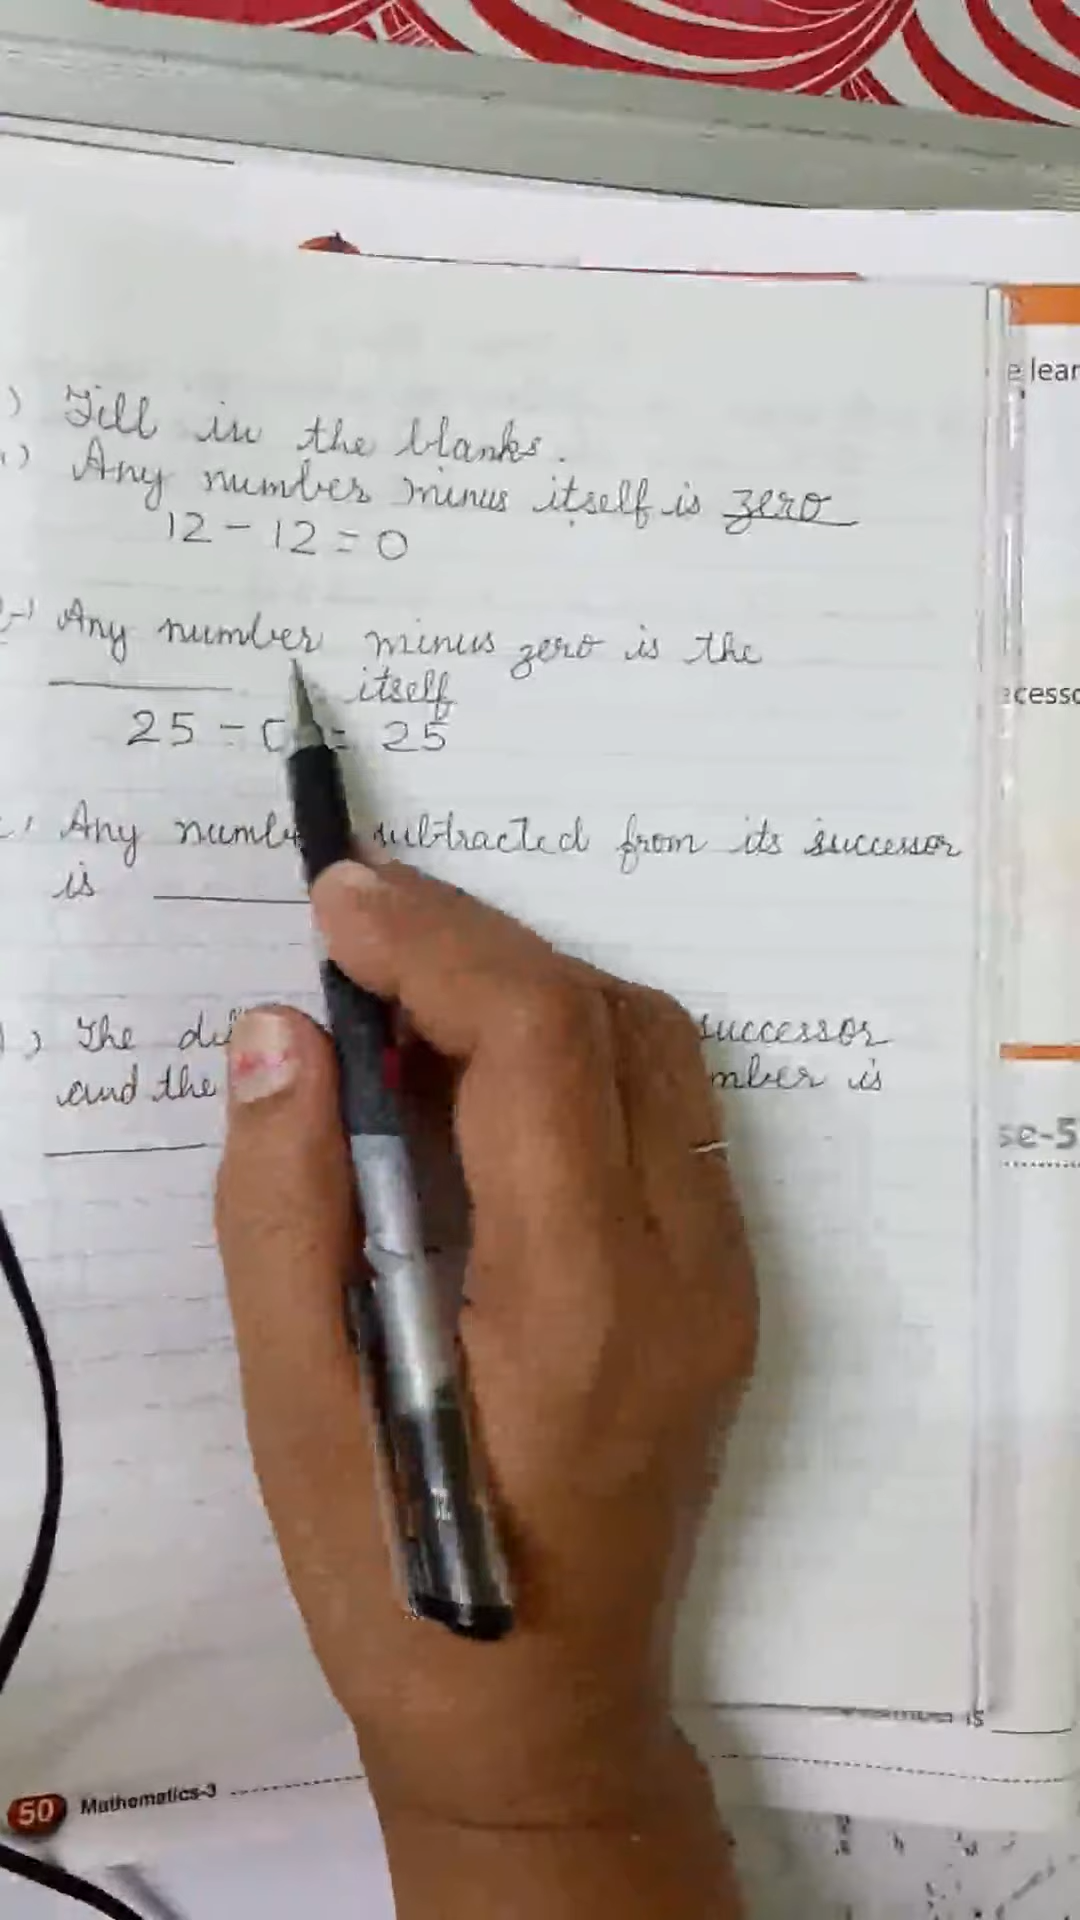 ) Fill in the blanks.
) Any number minus itself is zero
12 - 12 = 0
Any number minus zero is the
itself
25 - 0 = 25
Any number subtracted from its successor
is
) The successor
and the is
e lear
se-5
50 Mathematics-3
is